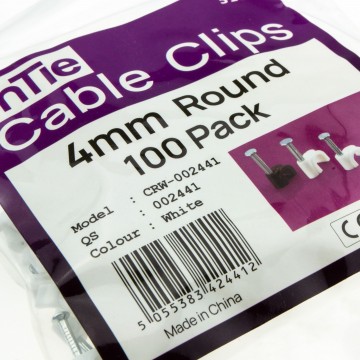 nTie
Cable Clips
4mm Round
100 Pack
Model : CRW-002441
QS : 002441
Colour : White
5 055383 424412
Made in China
CE